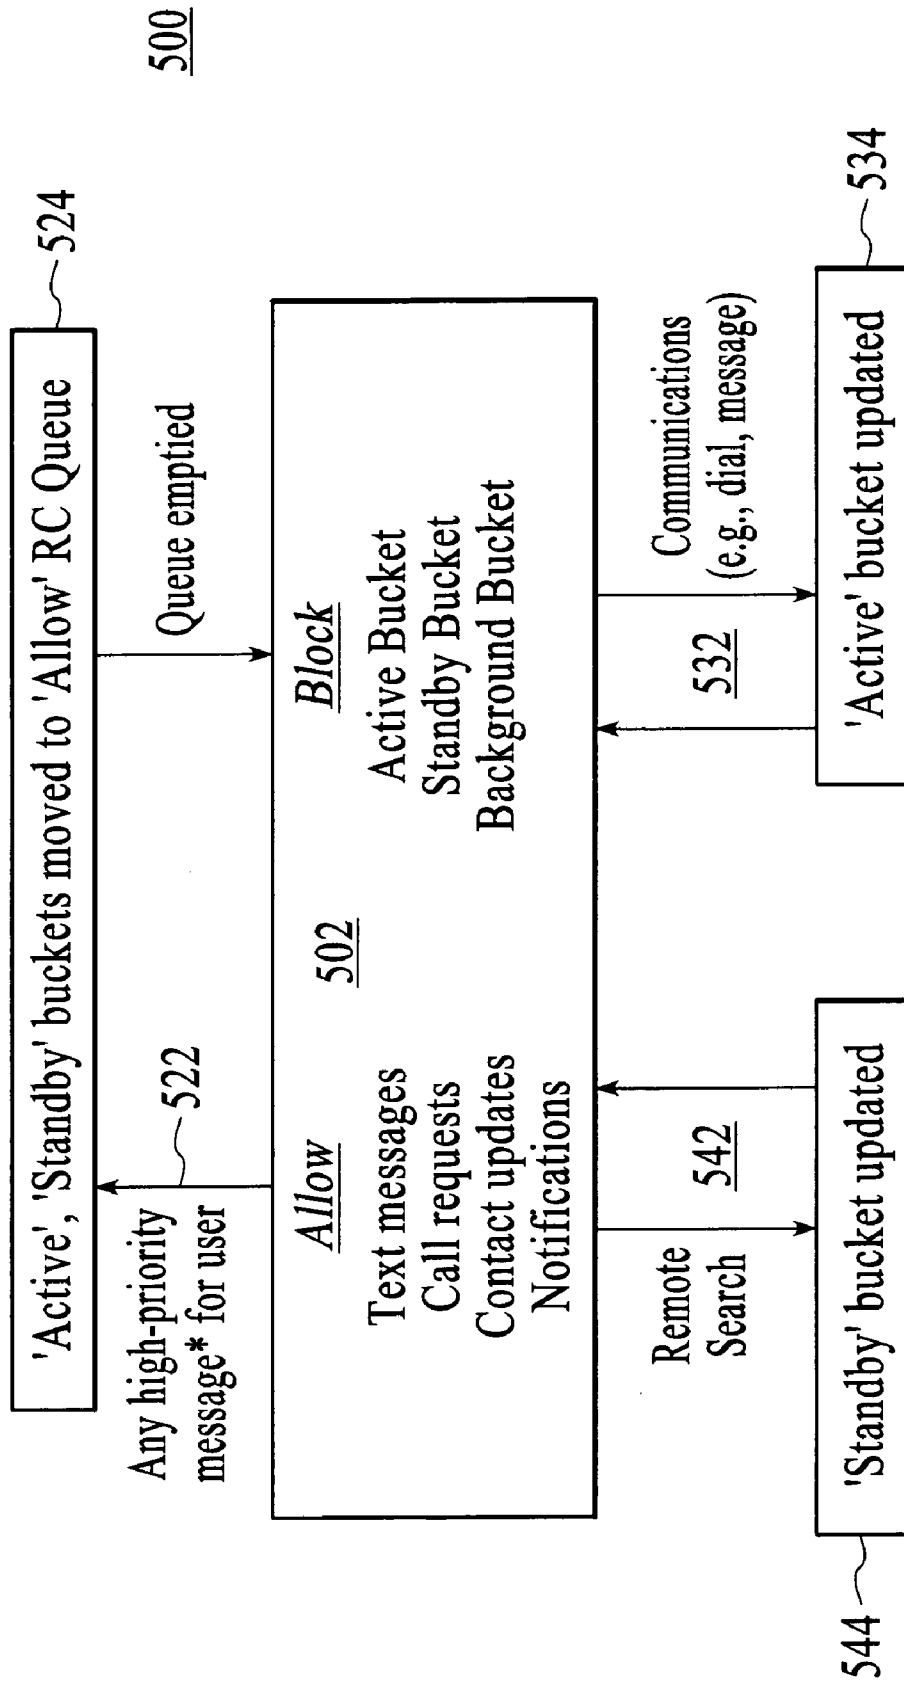 500
'Active', 'Standby' buckets moved to 'Allow' RC Queue
524
Any high-priority
message* for user
522
Queue emptied
Allow
Text messages
Call requests
Contact updates
Notifications
502
Block
Active Bucket
Standby Bucket
Background Bucket
Remote
Search
542
532
Communications
(e.g., dial, message)
544
'Standby' bucket updated
'Active' bucket updated
534